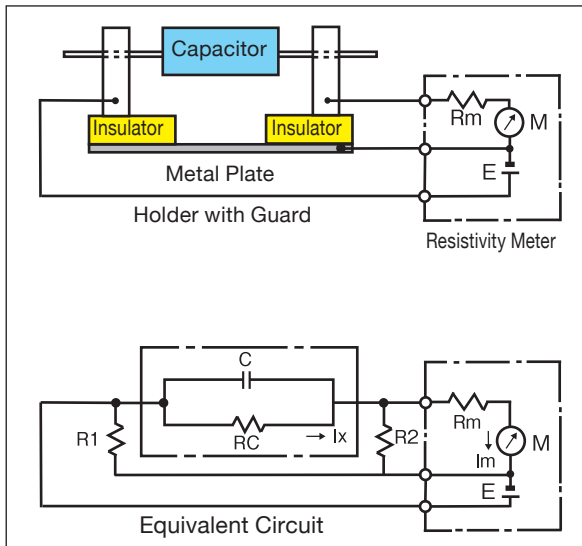 Capacitor
Insulator
Insulator
Metal Plate
Holder with Guard
Rm
M
E
Resistivity Meter
C
RC
→ Ix
R1
R2
Rm
Im
M
E
Equivalent Circuit